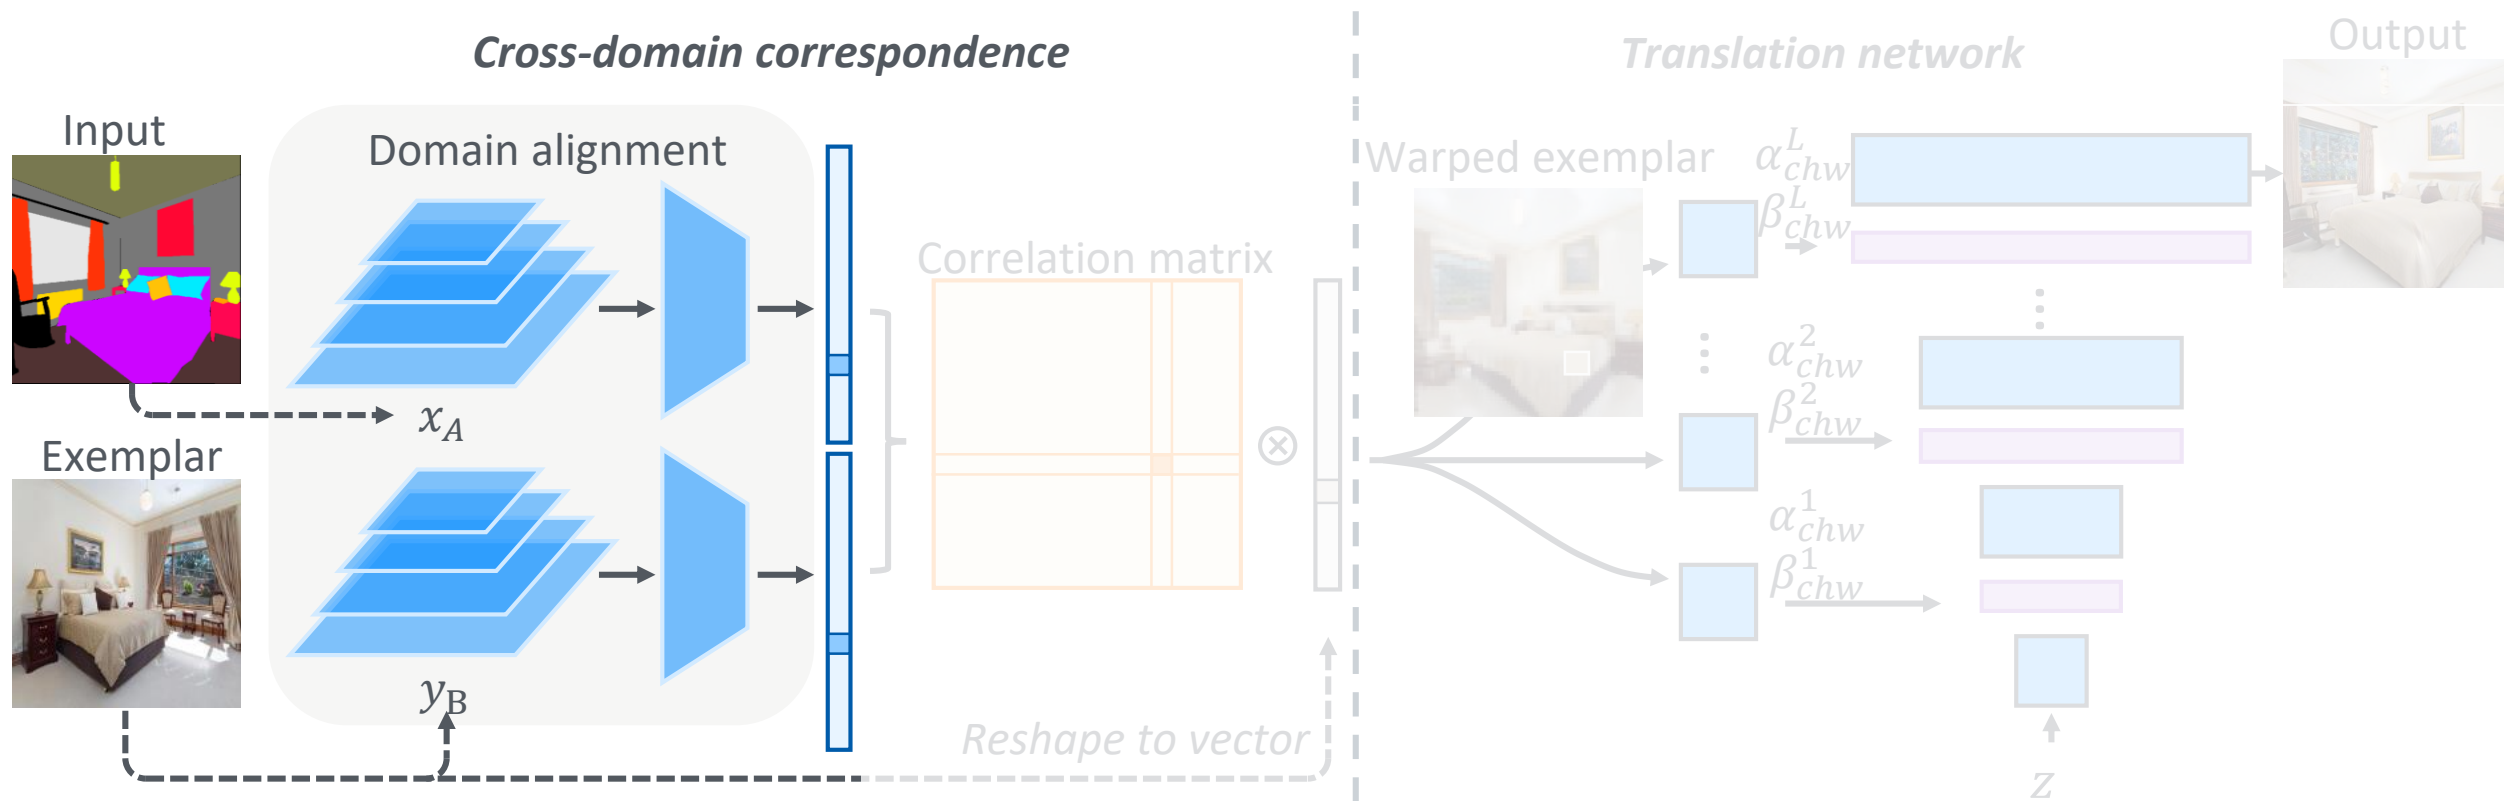 Cross-domain correspondence
Translation network
Output
Input
Domain alignment
Warped exemplar
Correlation matrix
Exemplar
x_A
y_B
Reshape to vector
α^L_chw
β^L_chw
α^2_chw
β^2_chw
α^1_chw
β^1_chw
z